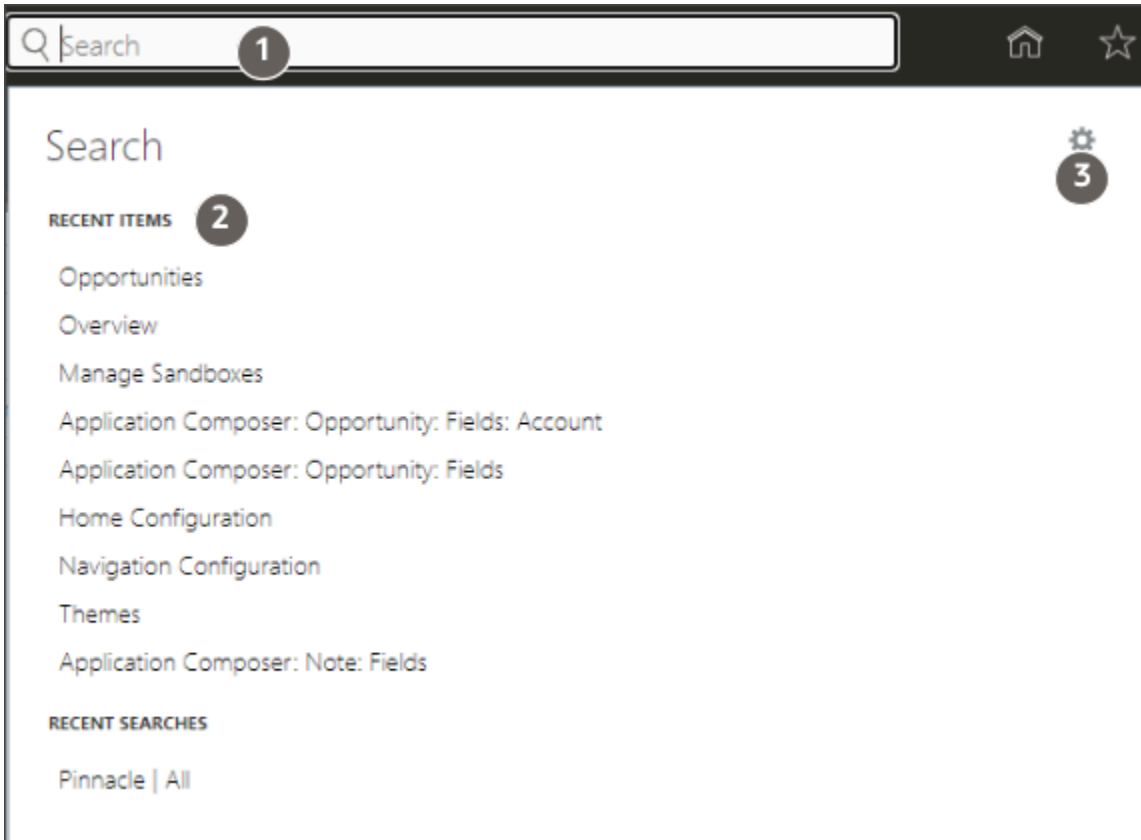 Search 1
Search
3
RECENT ITEMS 2
Opportunities
Overview
Manage Sandboxes
Application Composer: Opportunity: Fields: Account
Application Composer: Opportunity: Fields
Home Configuration
Navigation Configuration
Themes
Application Composer: Note: Fields
RECENT SEARCHES
Pinnacle | All